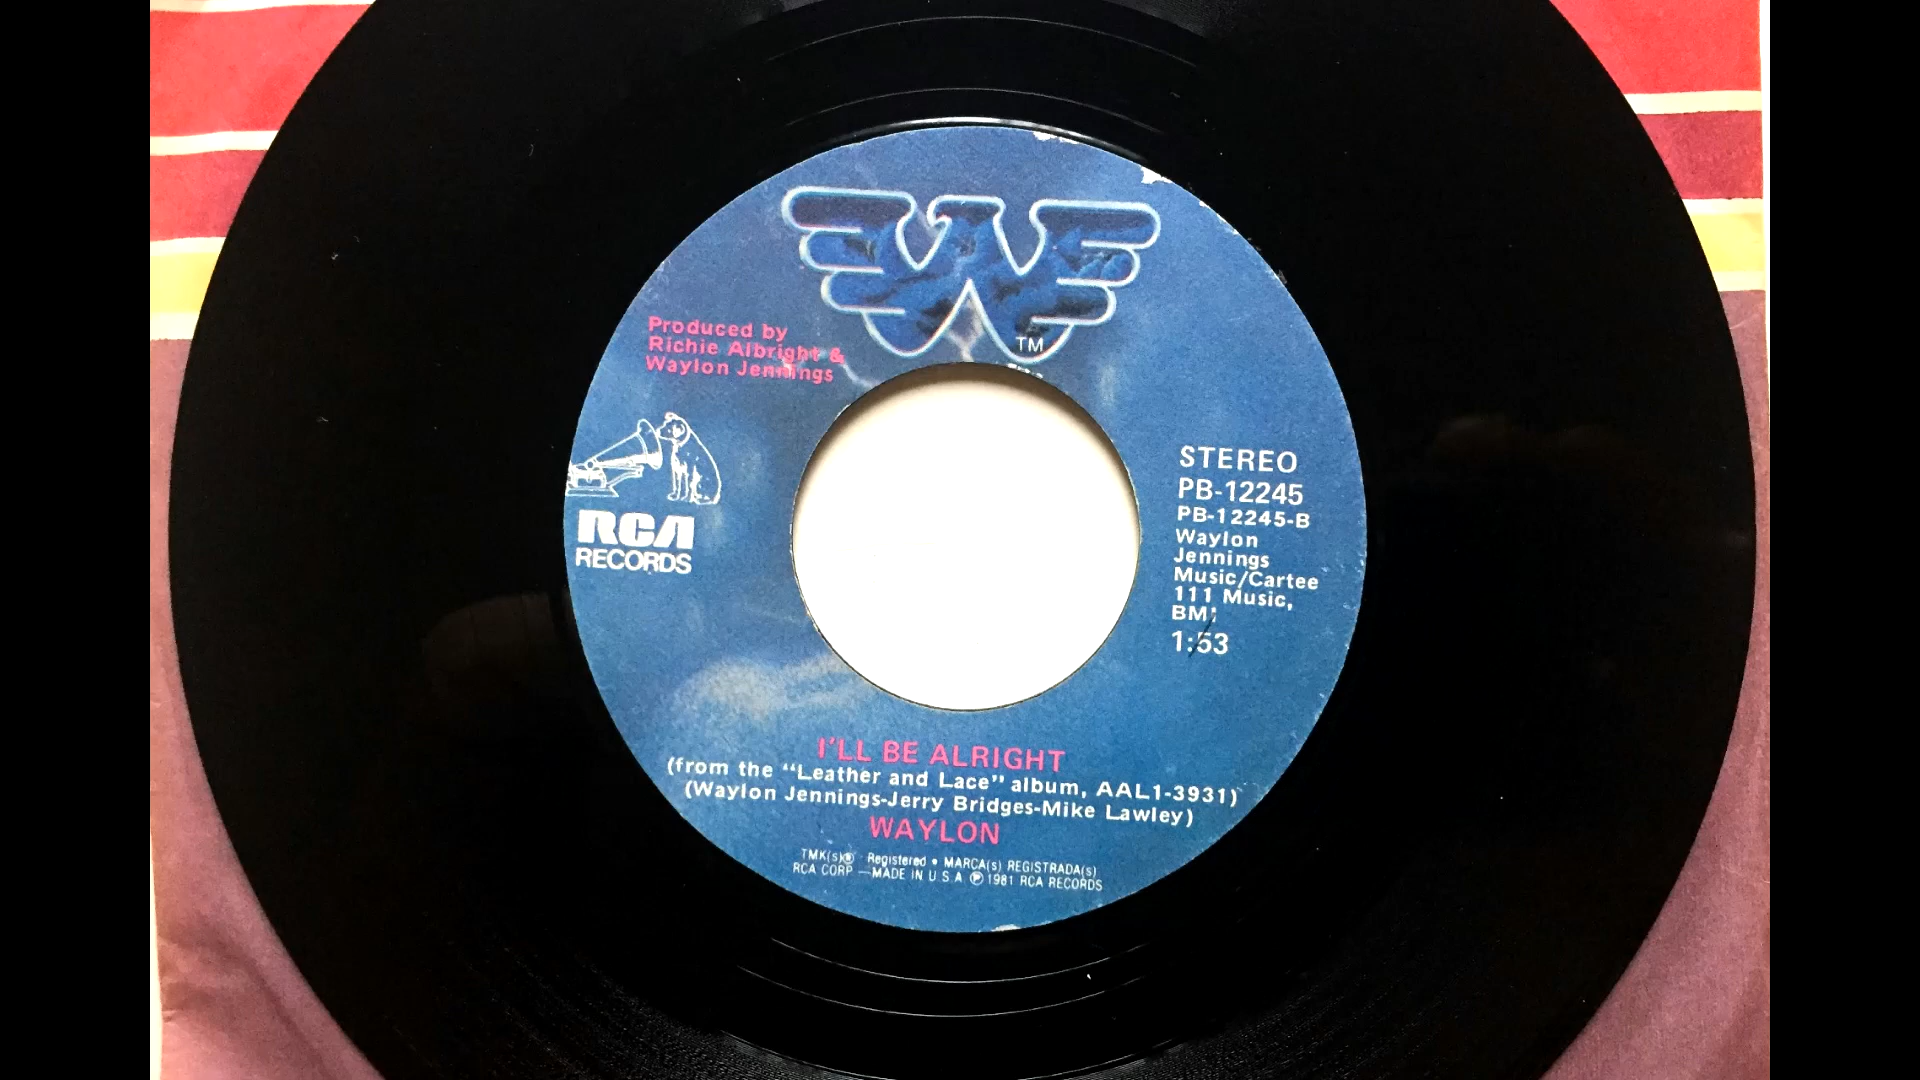 TM
Produced by
Richie Albright &
Waylon Jennings
RCA
RECORDS
STEREO
PB-12245
PB-12245-B
Waylon
Jennings
Music/Cartee
111 Music,
BMI
1:53
I'LL BE ALRIGHT
(from the "Leather and Lace" album, AAL1-3931)
(Waylon Jennings-Jerry Bridges-Mike Lawley)
WAYLON
TMK(s)® Registered • MARCA(s) REGISTRADA(s)
RCA CORP —MADE IN U S A ℗ 1981 RCA RECORDS